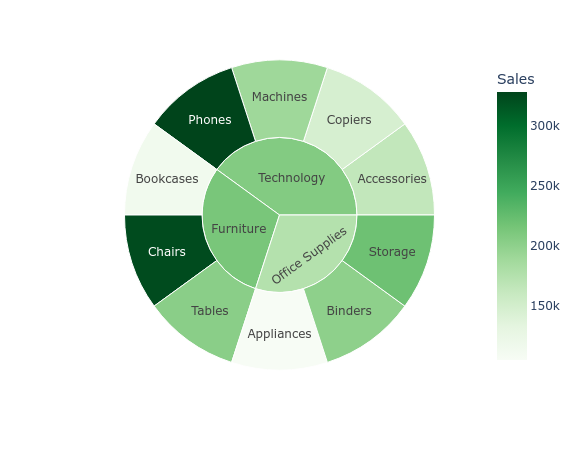 Sales
Machines
Phones
Copiers
300k
Bookcases
Technology
Accessories
250k
Furniture
Office Supplies
Chairs
Storage
200k
Tables
Binders
150k
Appliances